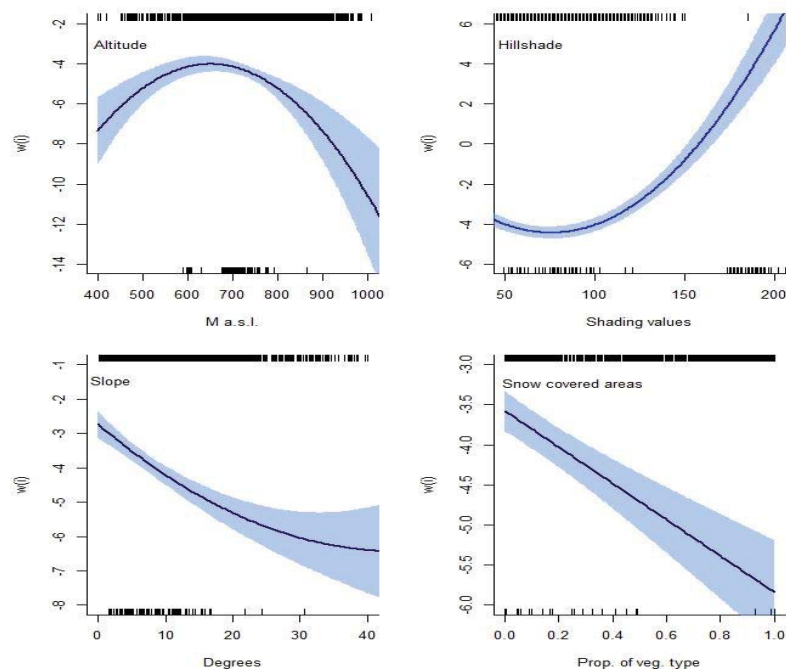 Altitude
w(i)
-2
-4
-6
-8
-10
-12
-14
400 500 600 700 800 900 1000
M a.s.l.
Hillshade
w(i)
6
4
2
0
-2
-4
-6
50 100 150 200
Shading values
Slope
w(i)
-1
-2
-3
-4
-5
-6
-7
-8
0 10 20 30 40
Degrees
Snow covered areas
w(i)
-3.0
-3.5
-4.0
-4.5
-5.0
-5.5
-6.0
0.0 0.2 0.4 0.6 0.8 1.0
Prop. of veg. type